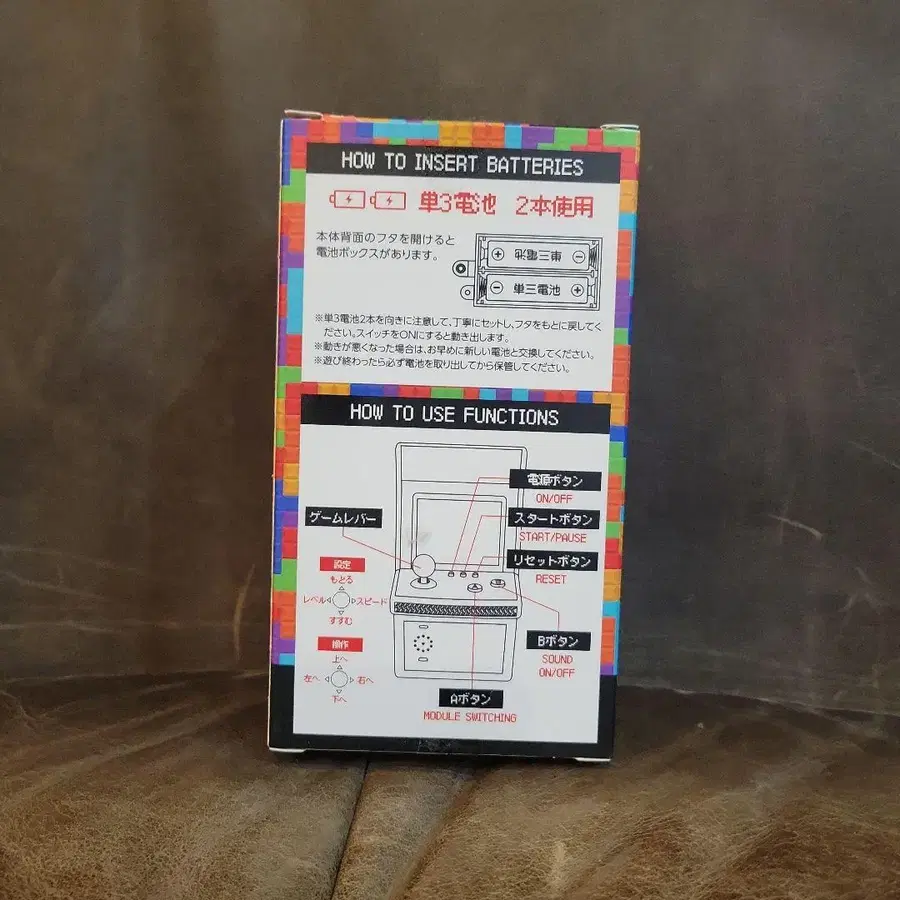 HOW TO INSERT BATTERIES
単3電池 2本使用
本体背面のフタを開けると
電池ボックスがあります。
単三電池
単三電池
※単3電池2本を向きに注意して、丁寧にセットし、フタをもとに戻してく
ださい。スイッチをONにすると動き出します。
※動きが悪くなった場合は、お早めに新しい電池と交換してください。
※遊び終わったら必ず電池を取り出してから保管してください。
HOW TO USE FUNCTIONS
電源ボタン
ON/OFF
ゲームレバー
スタートボタン
START/PAUSE
リセットボタン
RESET
設定
もどる
レベル スピード
すすむ
操作
上へ
左へ 右へ
下へ
A
B
Bボタン
SOUND
ON/OFF
Aボタン
MODULE SWITCHING